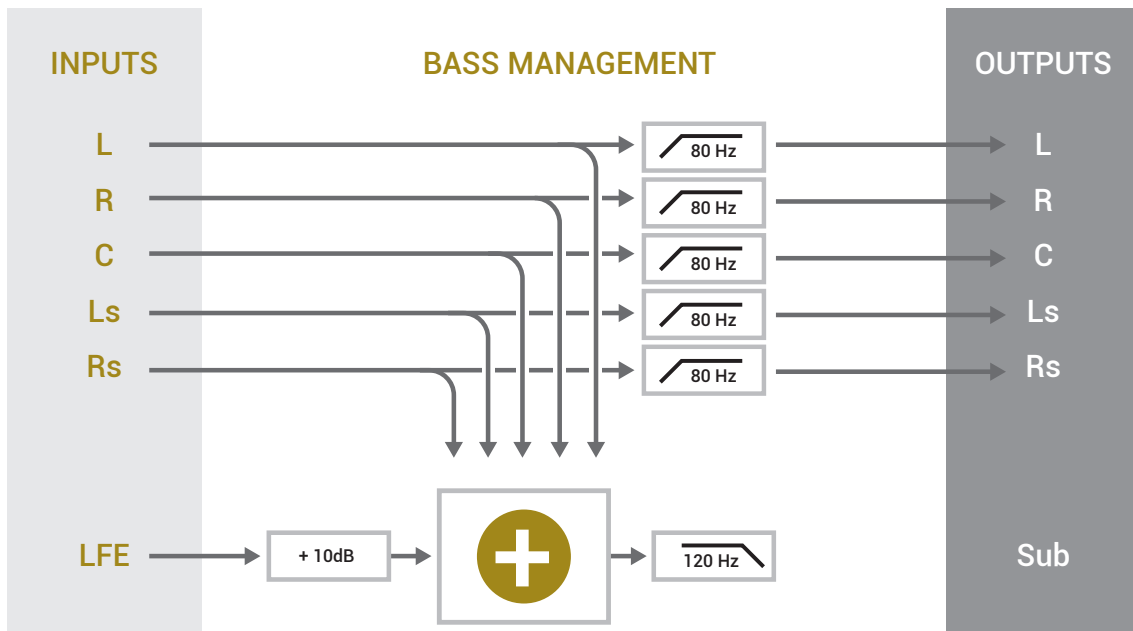 INPUTS BASS MANAGEMENT OUTPUTS
L 80 Hz L
R 80 Hz R
C 80 Hz C
Ls 80 Hz Ls
Rs 80 Hz Rs
LFE + 10dB 120 Hz Sub